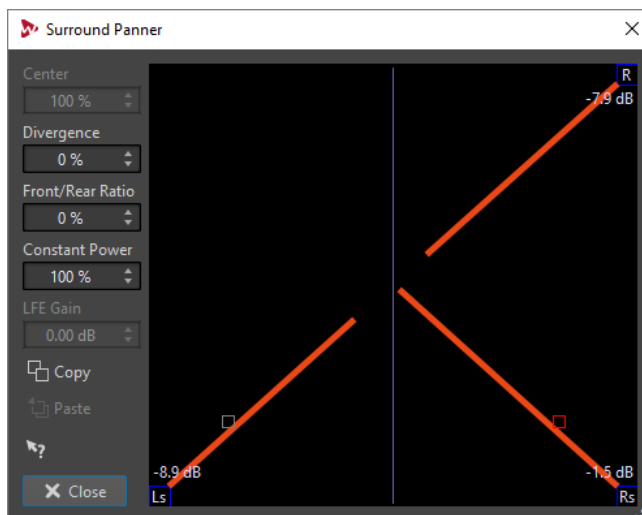 Surround Panner
Center
100 %
Divergence
0 %
Front/Rear Ratio
0 %
Constant Power
100 %
LFE Gain
0.00 dB
Copy
Paste
?
Close
R
-7.9 dB
-8.9 dB
Ls
-1.5 dB
Rs